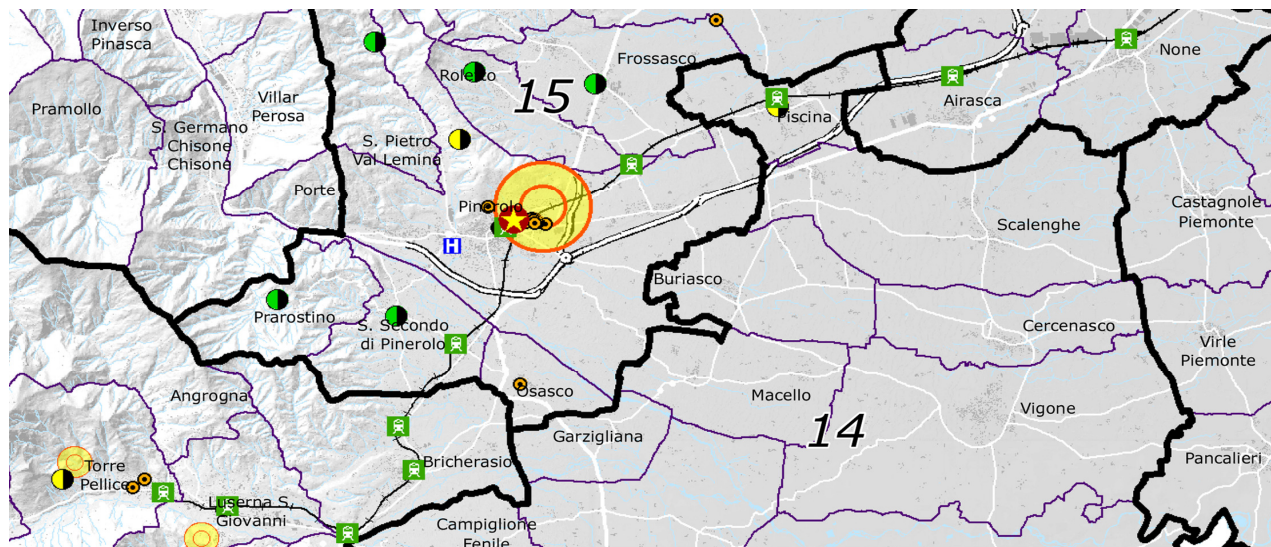 Inverso
Pinasca
None
Frossasco
Roletto
15
Villar
Perosa
Pramollo
Airasca
Piscina
S. Germano
Chisone
Chisone
S. Pietro
Val Lemina
Porte
Pinerolo
Castagnole
Piemonte
Scalenghe
H
Buriasco
Prarostino
S. Secondo
di Pinerolo
Cercenasco
Virle
Piemonte
Angrogna
Osasco
Macello
Vigone
14
Garzigliana
Bricherasio
Pancalieri
Torre
Pellice
Luserna S.
Giovanni
Campiglione
Fenile